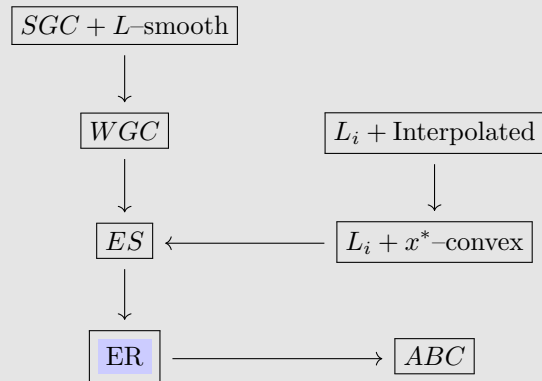 SGC + L–smooth
WGC
L_i + Interpolated
ES
L_i + x*–convex
ER
ABC